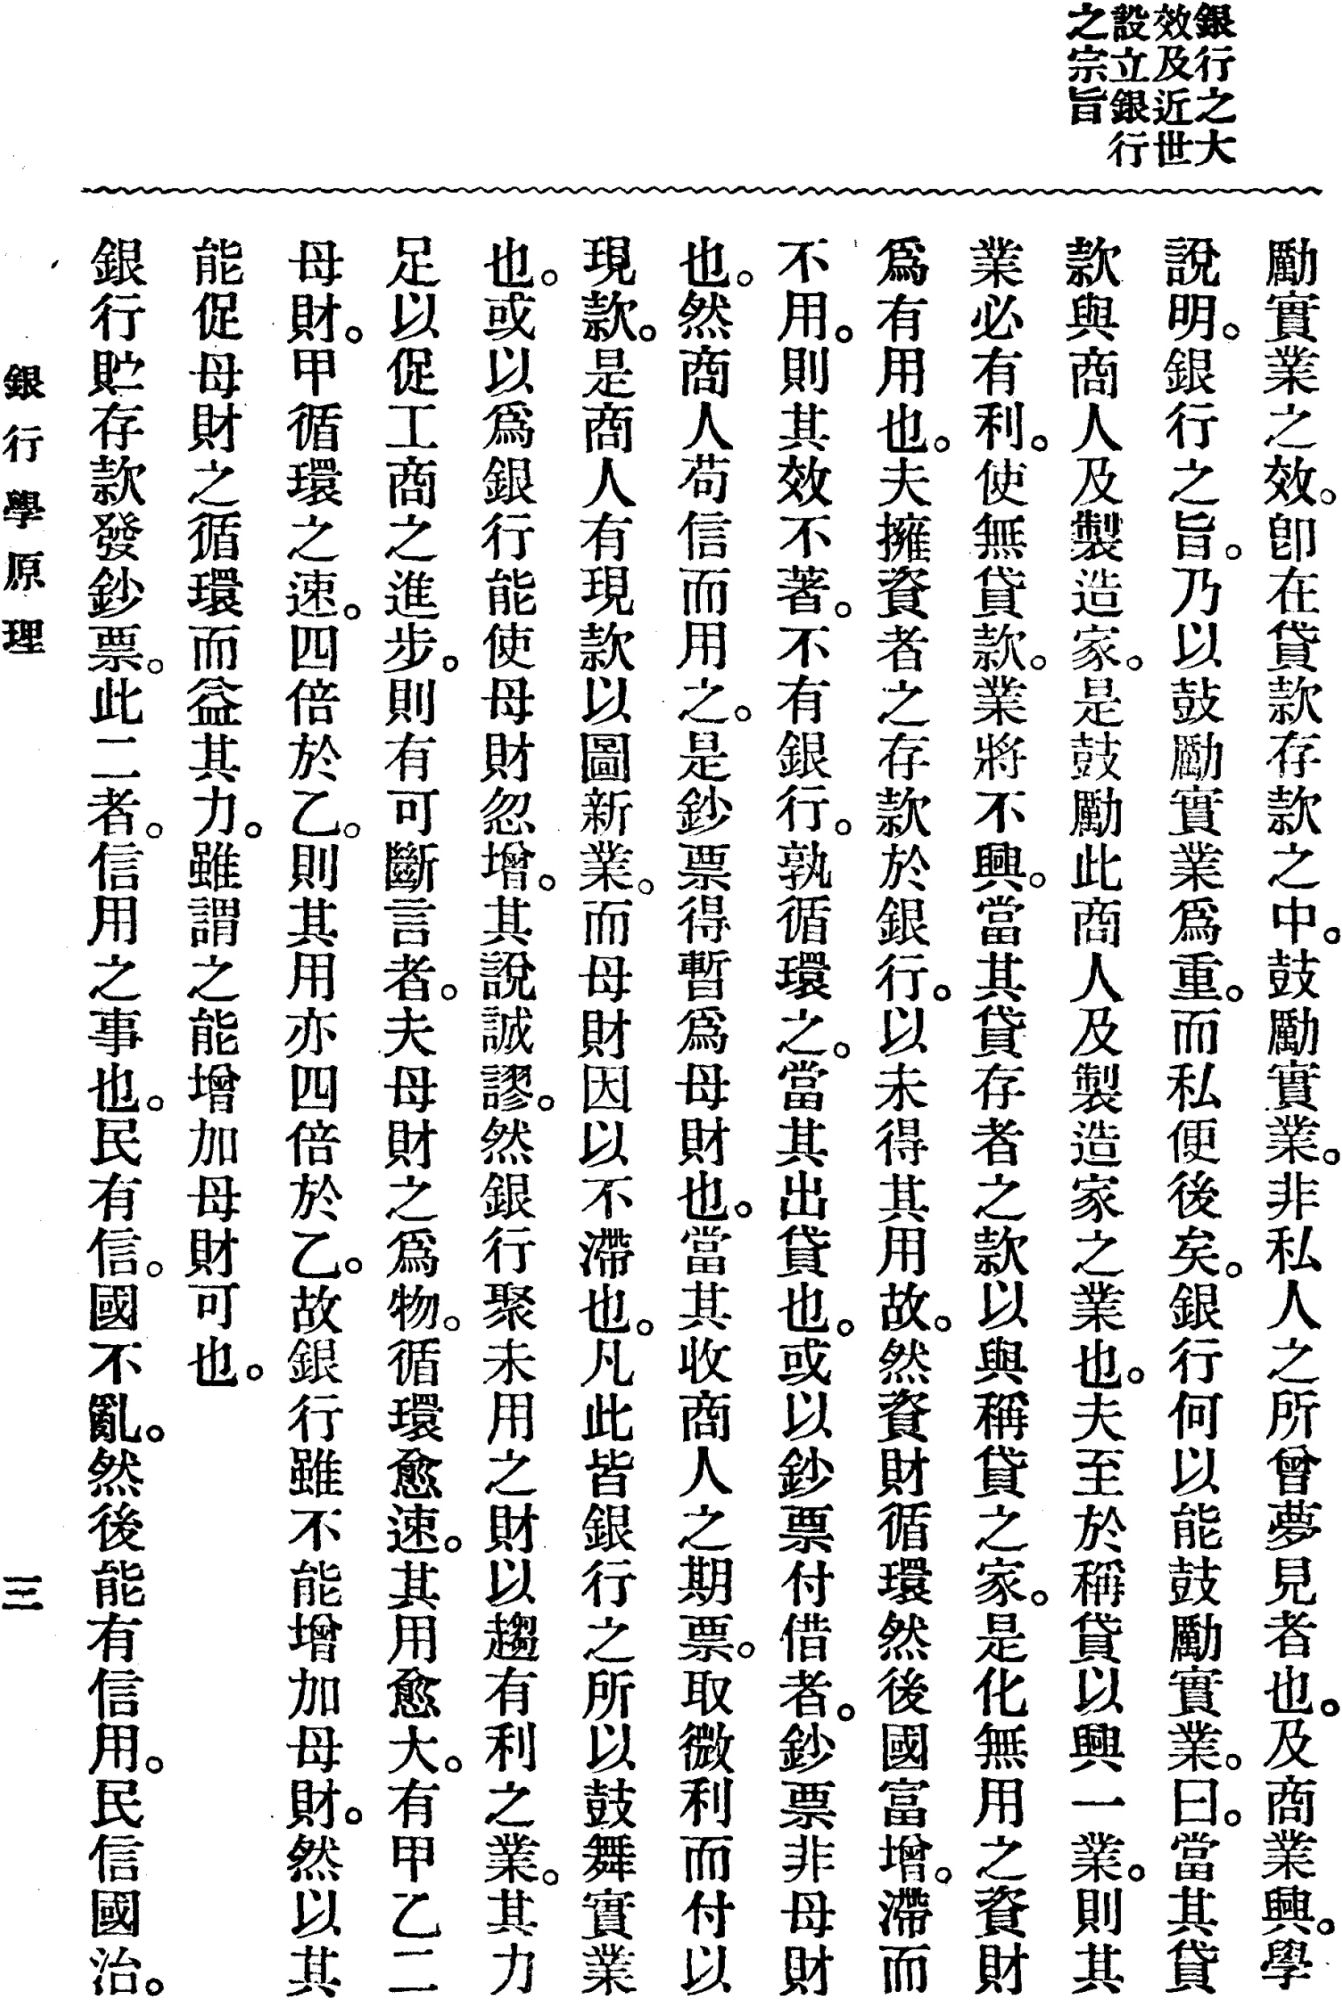 銀行之大
效及近世
設立銀行
之宗旨
勵實業之效。卽在貸款存款之中。鼓勵實業。非私人之所曾夢見者也。及商業興。學
說明。銀行之旨。乃以鼓勵實業爲重。而私便後矣。銀行何以能鼓勵實業。曰。當其貸
款與商人及製造家。是鼓勵此商人及製造家之業也。夫至於稱貸以興一業。則其
業必有利。使無貸款。業將不興。當其貸存者之款以與稱貸之家。是化無用之資財
爲有用也。夫擁資者之存款於銀行。以未得其用故。然資財循環然後國富增。滯而
不用。則其效不著。不有銀行。孰循環之。當其出貸也。或以鈔票付借者。鈔票非母財
也。然商人苟信而用之。是鈔票得暫爲母財也。當其收商人之期票。取微利而付以
現款。是商人有現款以圖新業。而母財因以不滯也。凡此皆銀行之所以鼓舞實業
也。或以爲銀行能使母財忽增。其說誠謬。然銀行聚未用之財以趨有利之業。其力
足以促工商之進步。則有可斷言者。夫母財之爲物。循環愈速。其用愈大。有甲乙二
母財。甲循環之速。四倍於乙。則其用亦四倍於乙。故銀行雖不能增加母財。然以其
能促母財之循環而益其力。雖謂之能增加母財可也。
銀行貯存款發鈔票。此二者。信用之事也。民有信。國不亂。然後能有信用。民信國治。
銀行學原理
三